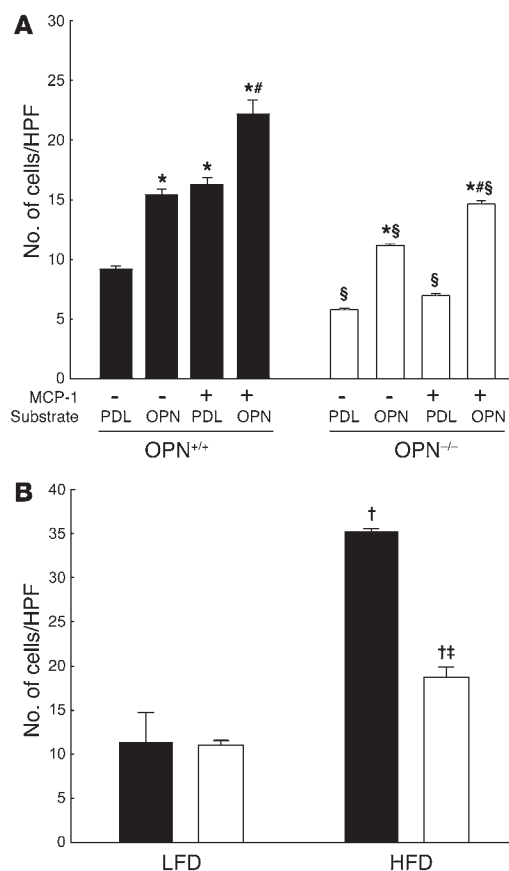 A
No. of cells/HPF
30
25
20
15
10
5
0
* * *# § *§ § *#§
MCP-1 - - + + - - + +
Substrate PDL OPN PDL OPN PDL OPN PDL OPN
OPN+/+ OPN–/–
B
No. of cells/HPF
40
35
30
25
20
15
10
5
0
† †‡
LFD HFD